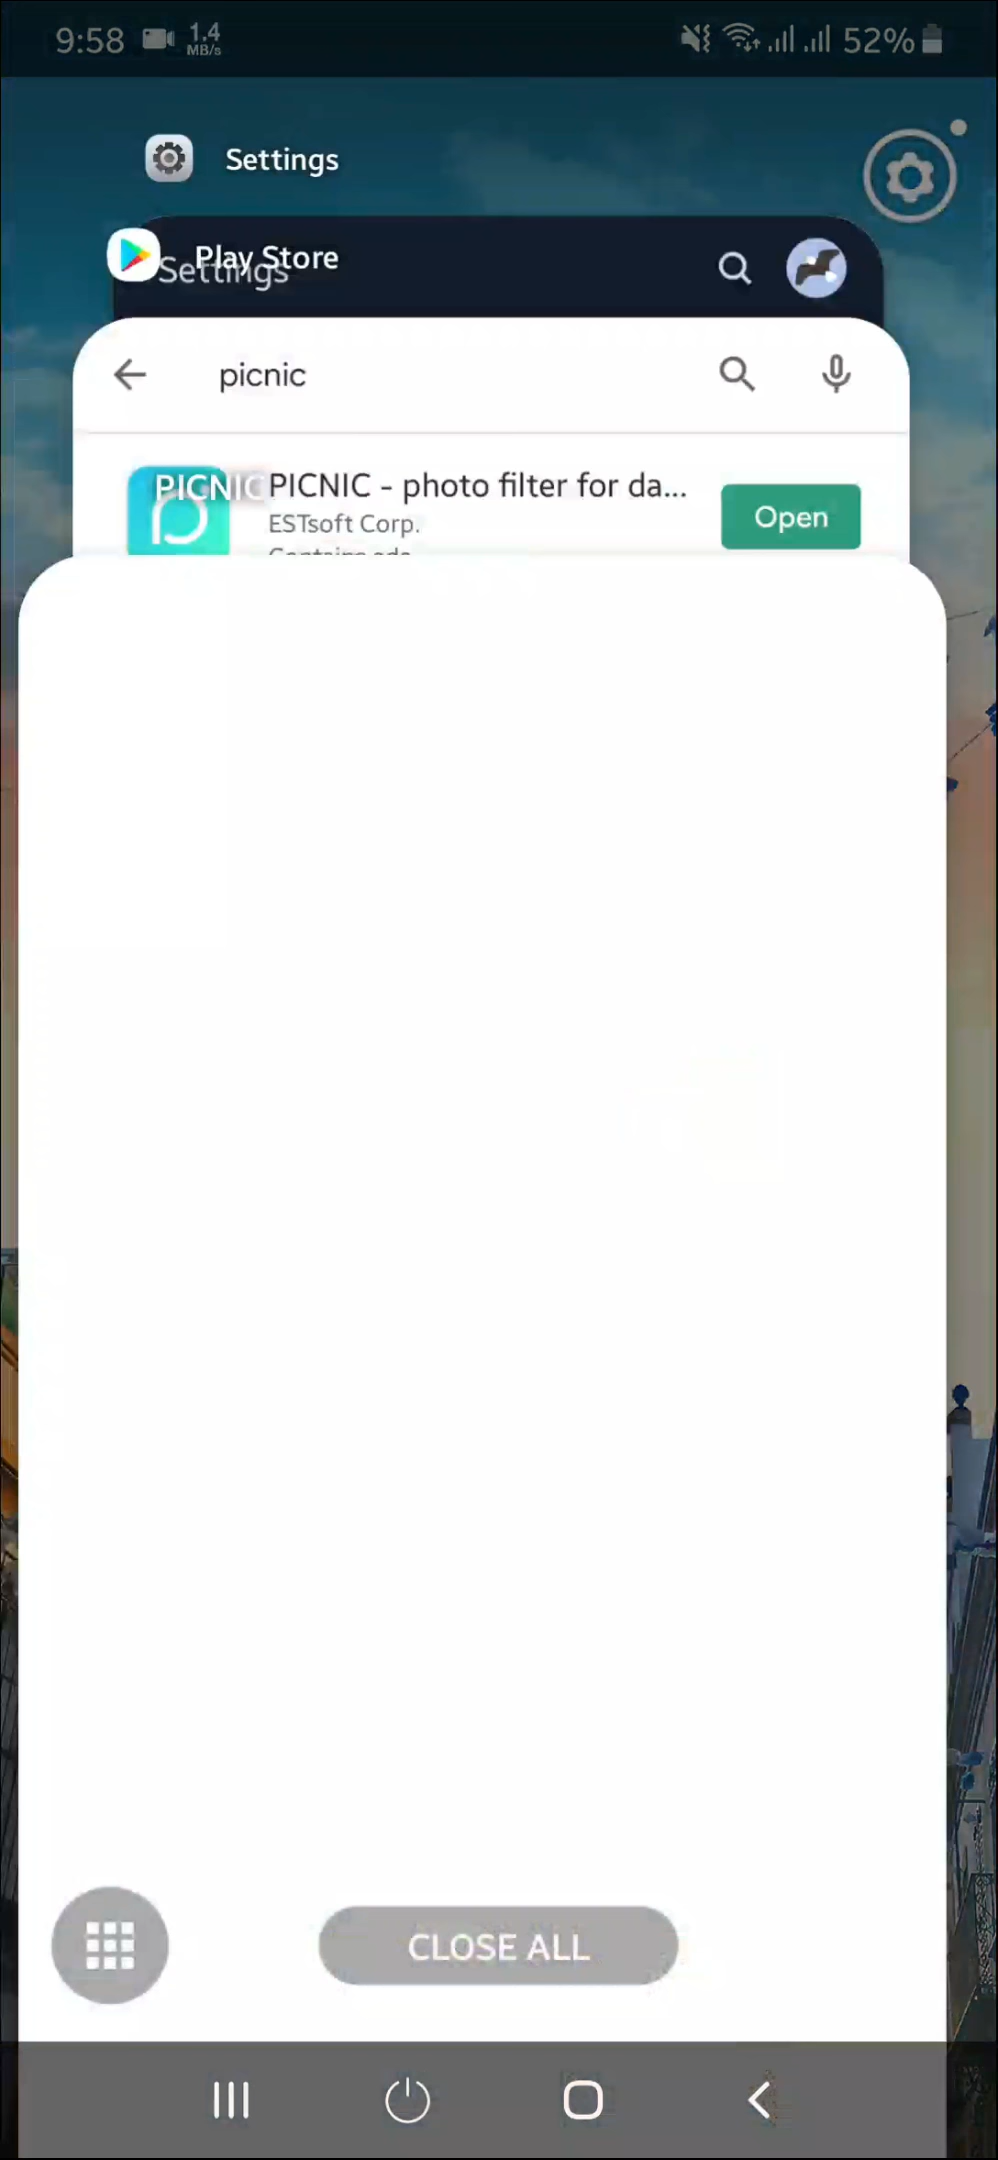 9:58 1.4 MB/s 52%
Settings
Play Store
Settings
picnic
PICNIC PICNIC - photo filter for da...
ESTsoft Corp.
Open
Contains ads
CLOSE ALL